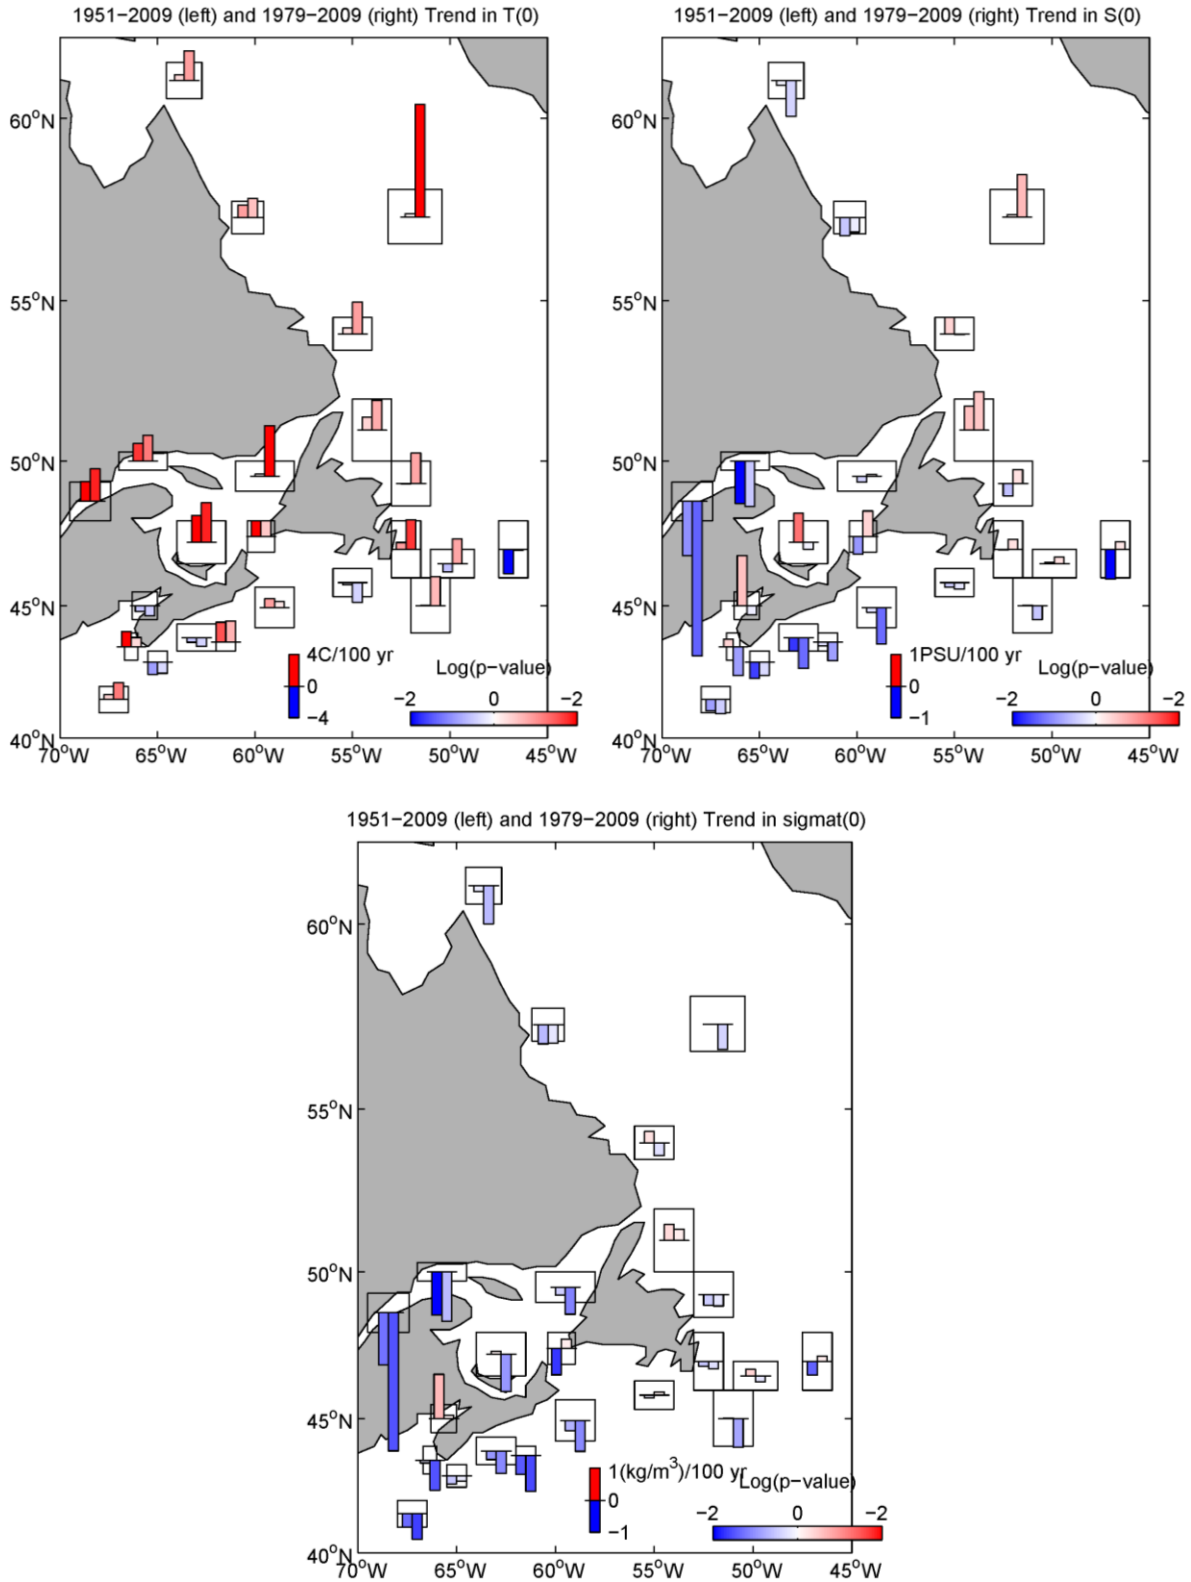 1951−2009 (left) and 1979−2009 (right) Trend in T(0)
60°N
55°N
50°N
45°N
40°N
70°W 65°W 60°W 55°W 50°W 45°W
4C/100 yr
0
−4
Log(p−value)
−2 0 −2
1951−2009 (left) and 1979−2009 (right) Trend in S(0)
60°N
55°N
50°N
45°N
40°N
70°W 65°W 60°W 55°W 50°W 45°W
1PSU/100 yr
0
−1
Log(p−value)
−2 0 −2
1951−2009 (left) and 1979−2009 (right) Trend in sigmat(0)
60°N
55°N
50°N
45°N
40°N
70°W 65°W 60°W 55°W 50°W 45°W
1(kg/m³)/100 yr
0
−1
Log(p−value)
−2 0 −2